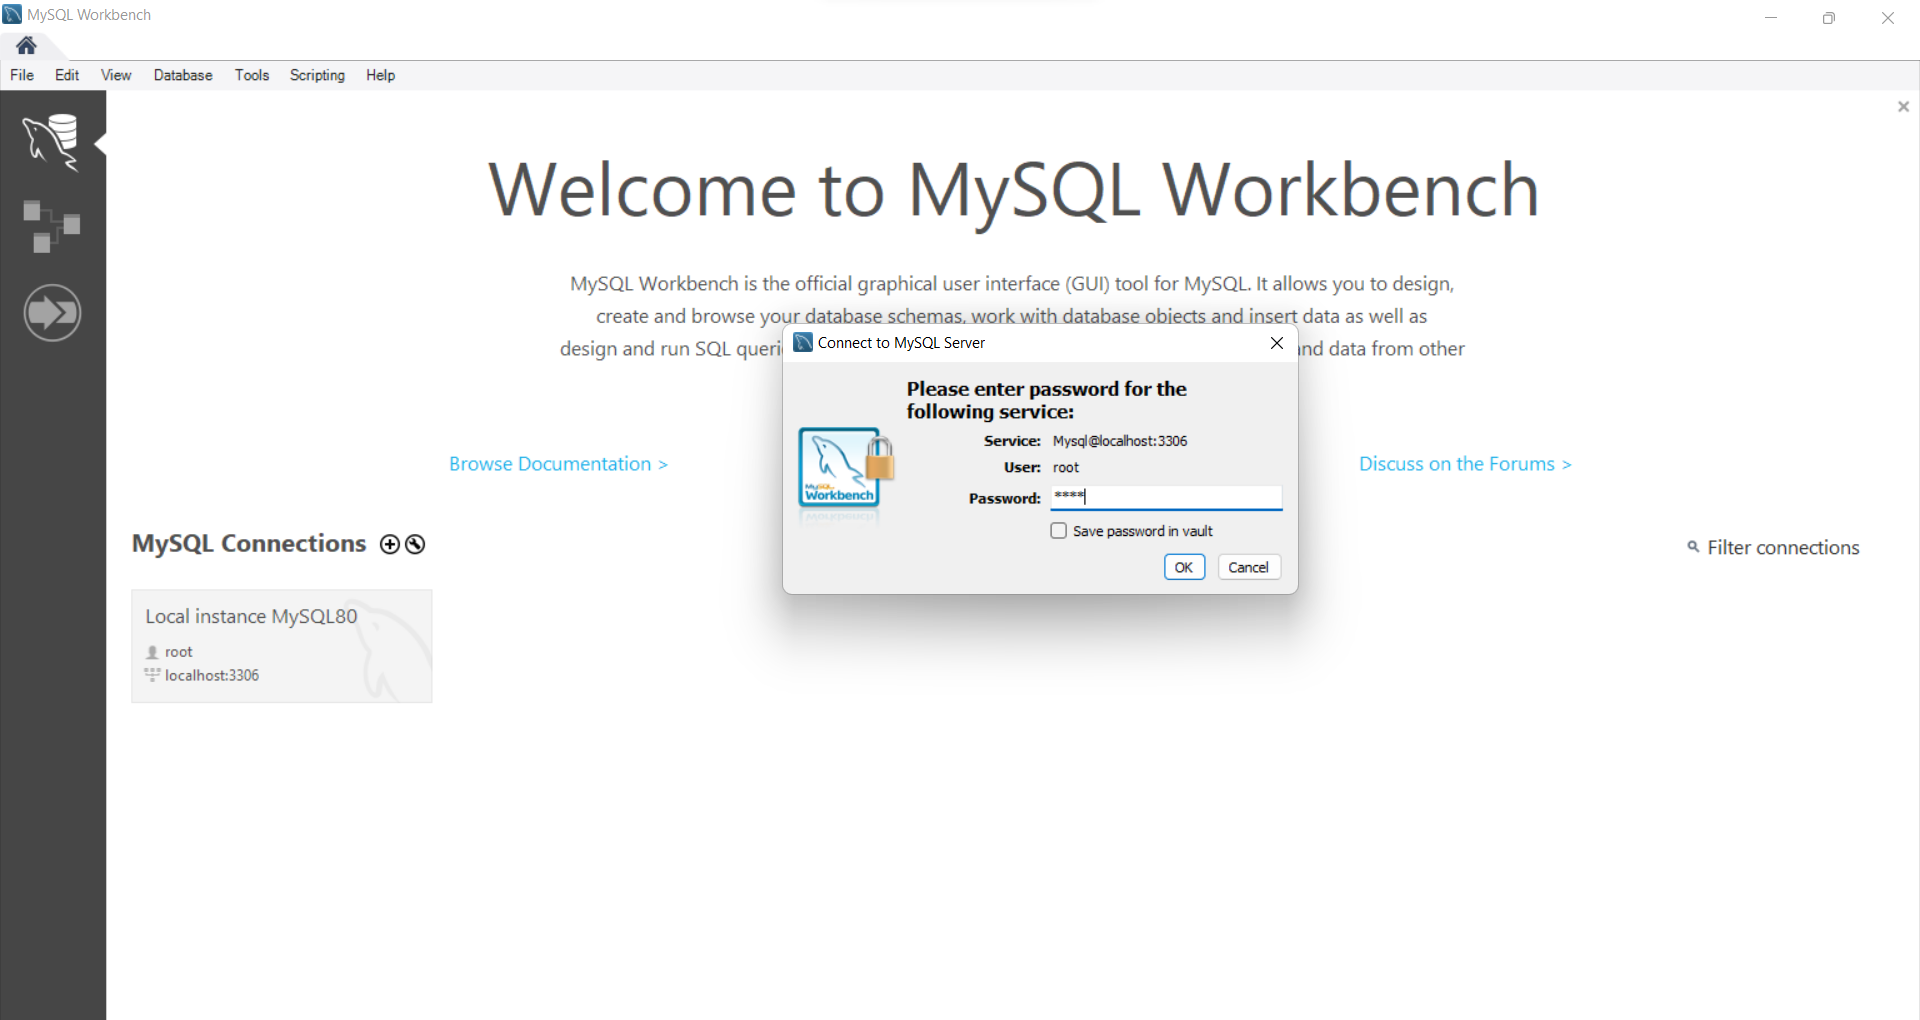 MySQL Workbench
File Edit View Database Tools Scripting Help
Welcome to MySQL Workbench
MySQL Workbench is the official graphical user interface (GUI) tool for MySQL. It allows you to design,
create and browse your database schemas, work with database objects and insert data as well as
design and run SQL queri
nd data from other
Connect to MySQL Server
Please enter password for the
following service:
Service: Mysql@localhost:3306
User: root
Password: ****
Save password in vault
OK Cancel
MySQL
Workbench
Browse Documentation >
Discuss on the Forums >
MySQL Connections
Filter connections
Local instance MySQL80
root
localhost:3306